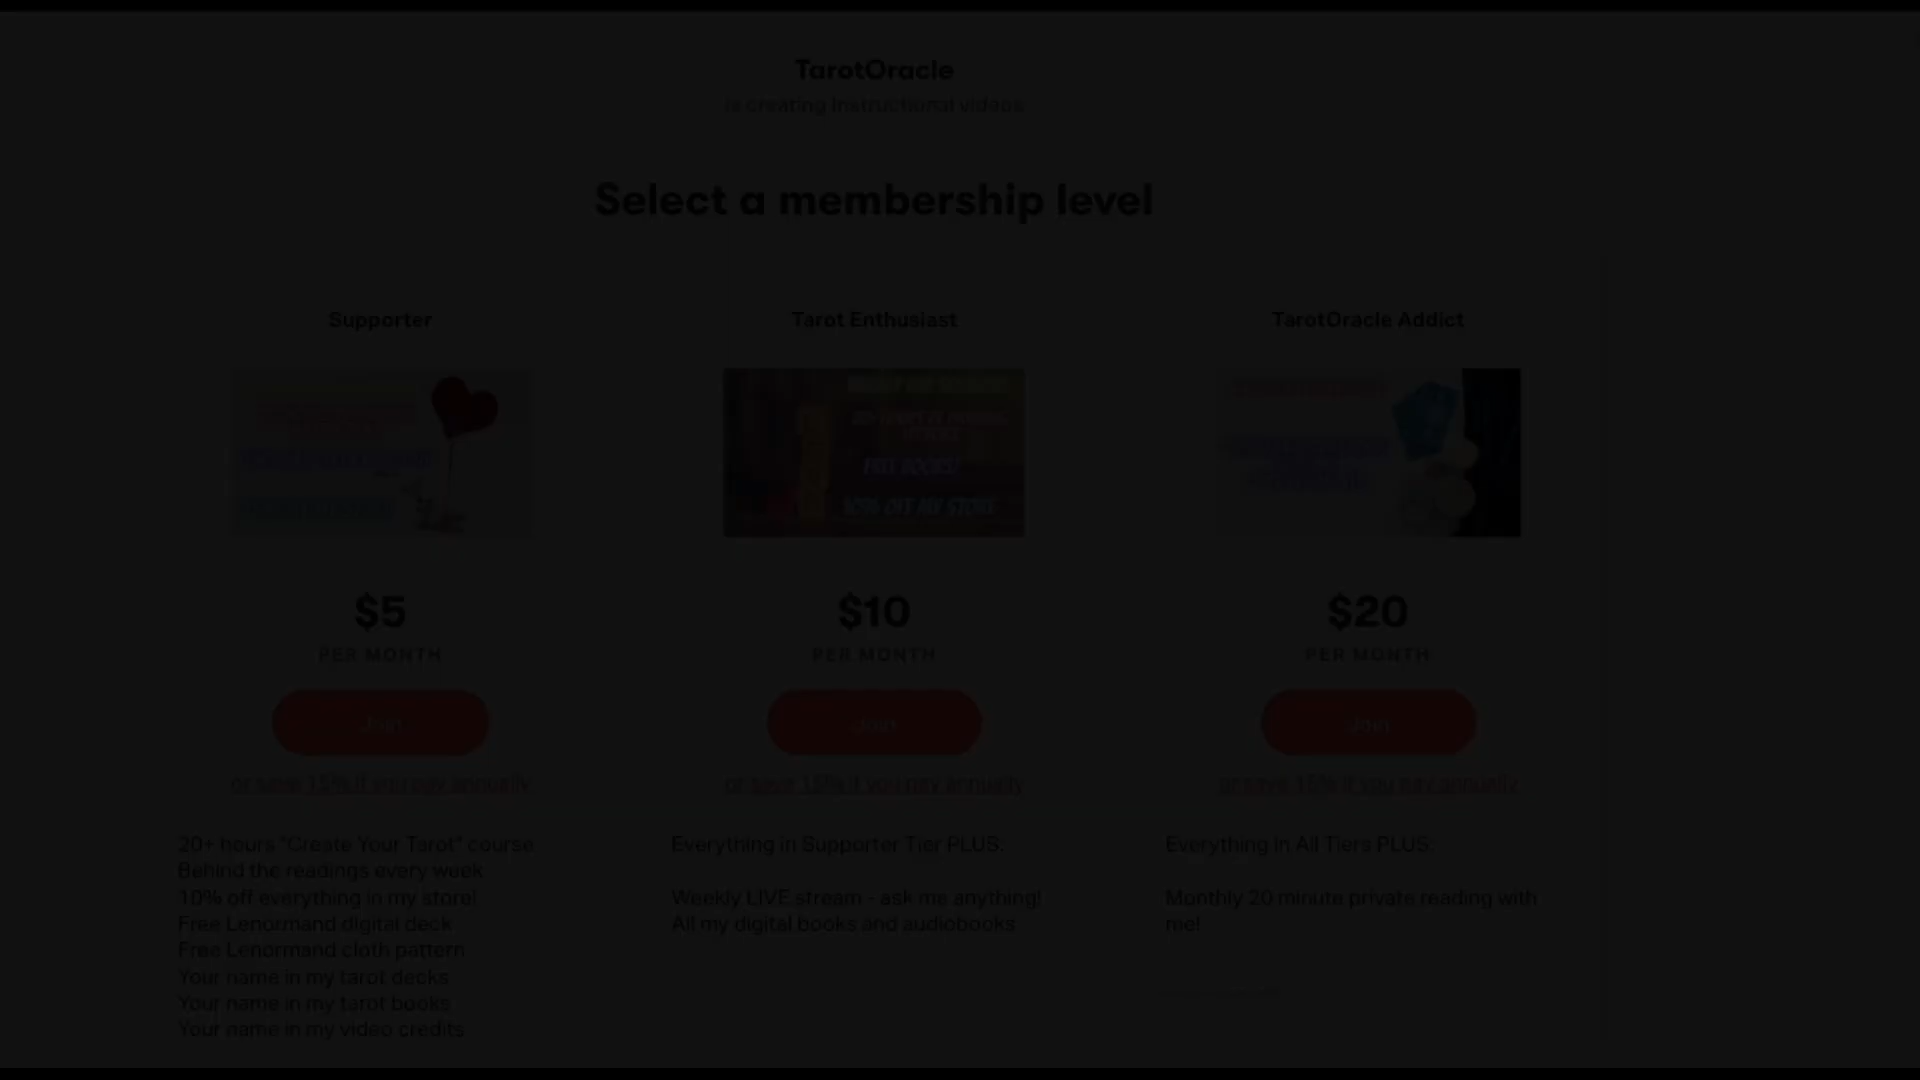 TarotOracle
is creating Instructional videos
Select a membership level
Supporter
Tarot Enthusiast
TarotOracle Addict
FREE BOOKS!
10% OFF MY STORE
$5
PER MONTH
Join
or save 15% if you pay annually
20+ hours "Create Your Tarot" course
Behind the readings every week
10% off everything in my store!
Free Lenormand digital deck
Free Lenormand cloth pattern
Your name in my tarot decks
Your name in my tarot books
Your name in my video credits
$10
PER MONTH
Join
or save 15% if you pay annually
Everything in Supporter Tier PLUS:
Weekly LIVE stream - ask me anything!
All my digital books and audiobooks
$20
PER MONTH
Join
or save 15% if you pay annually
Everything in All Tiers PLUS:
Monthly 20 minute private reading with
me!